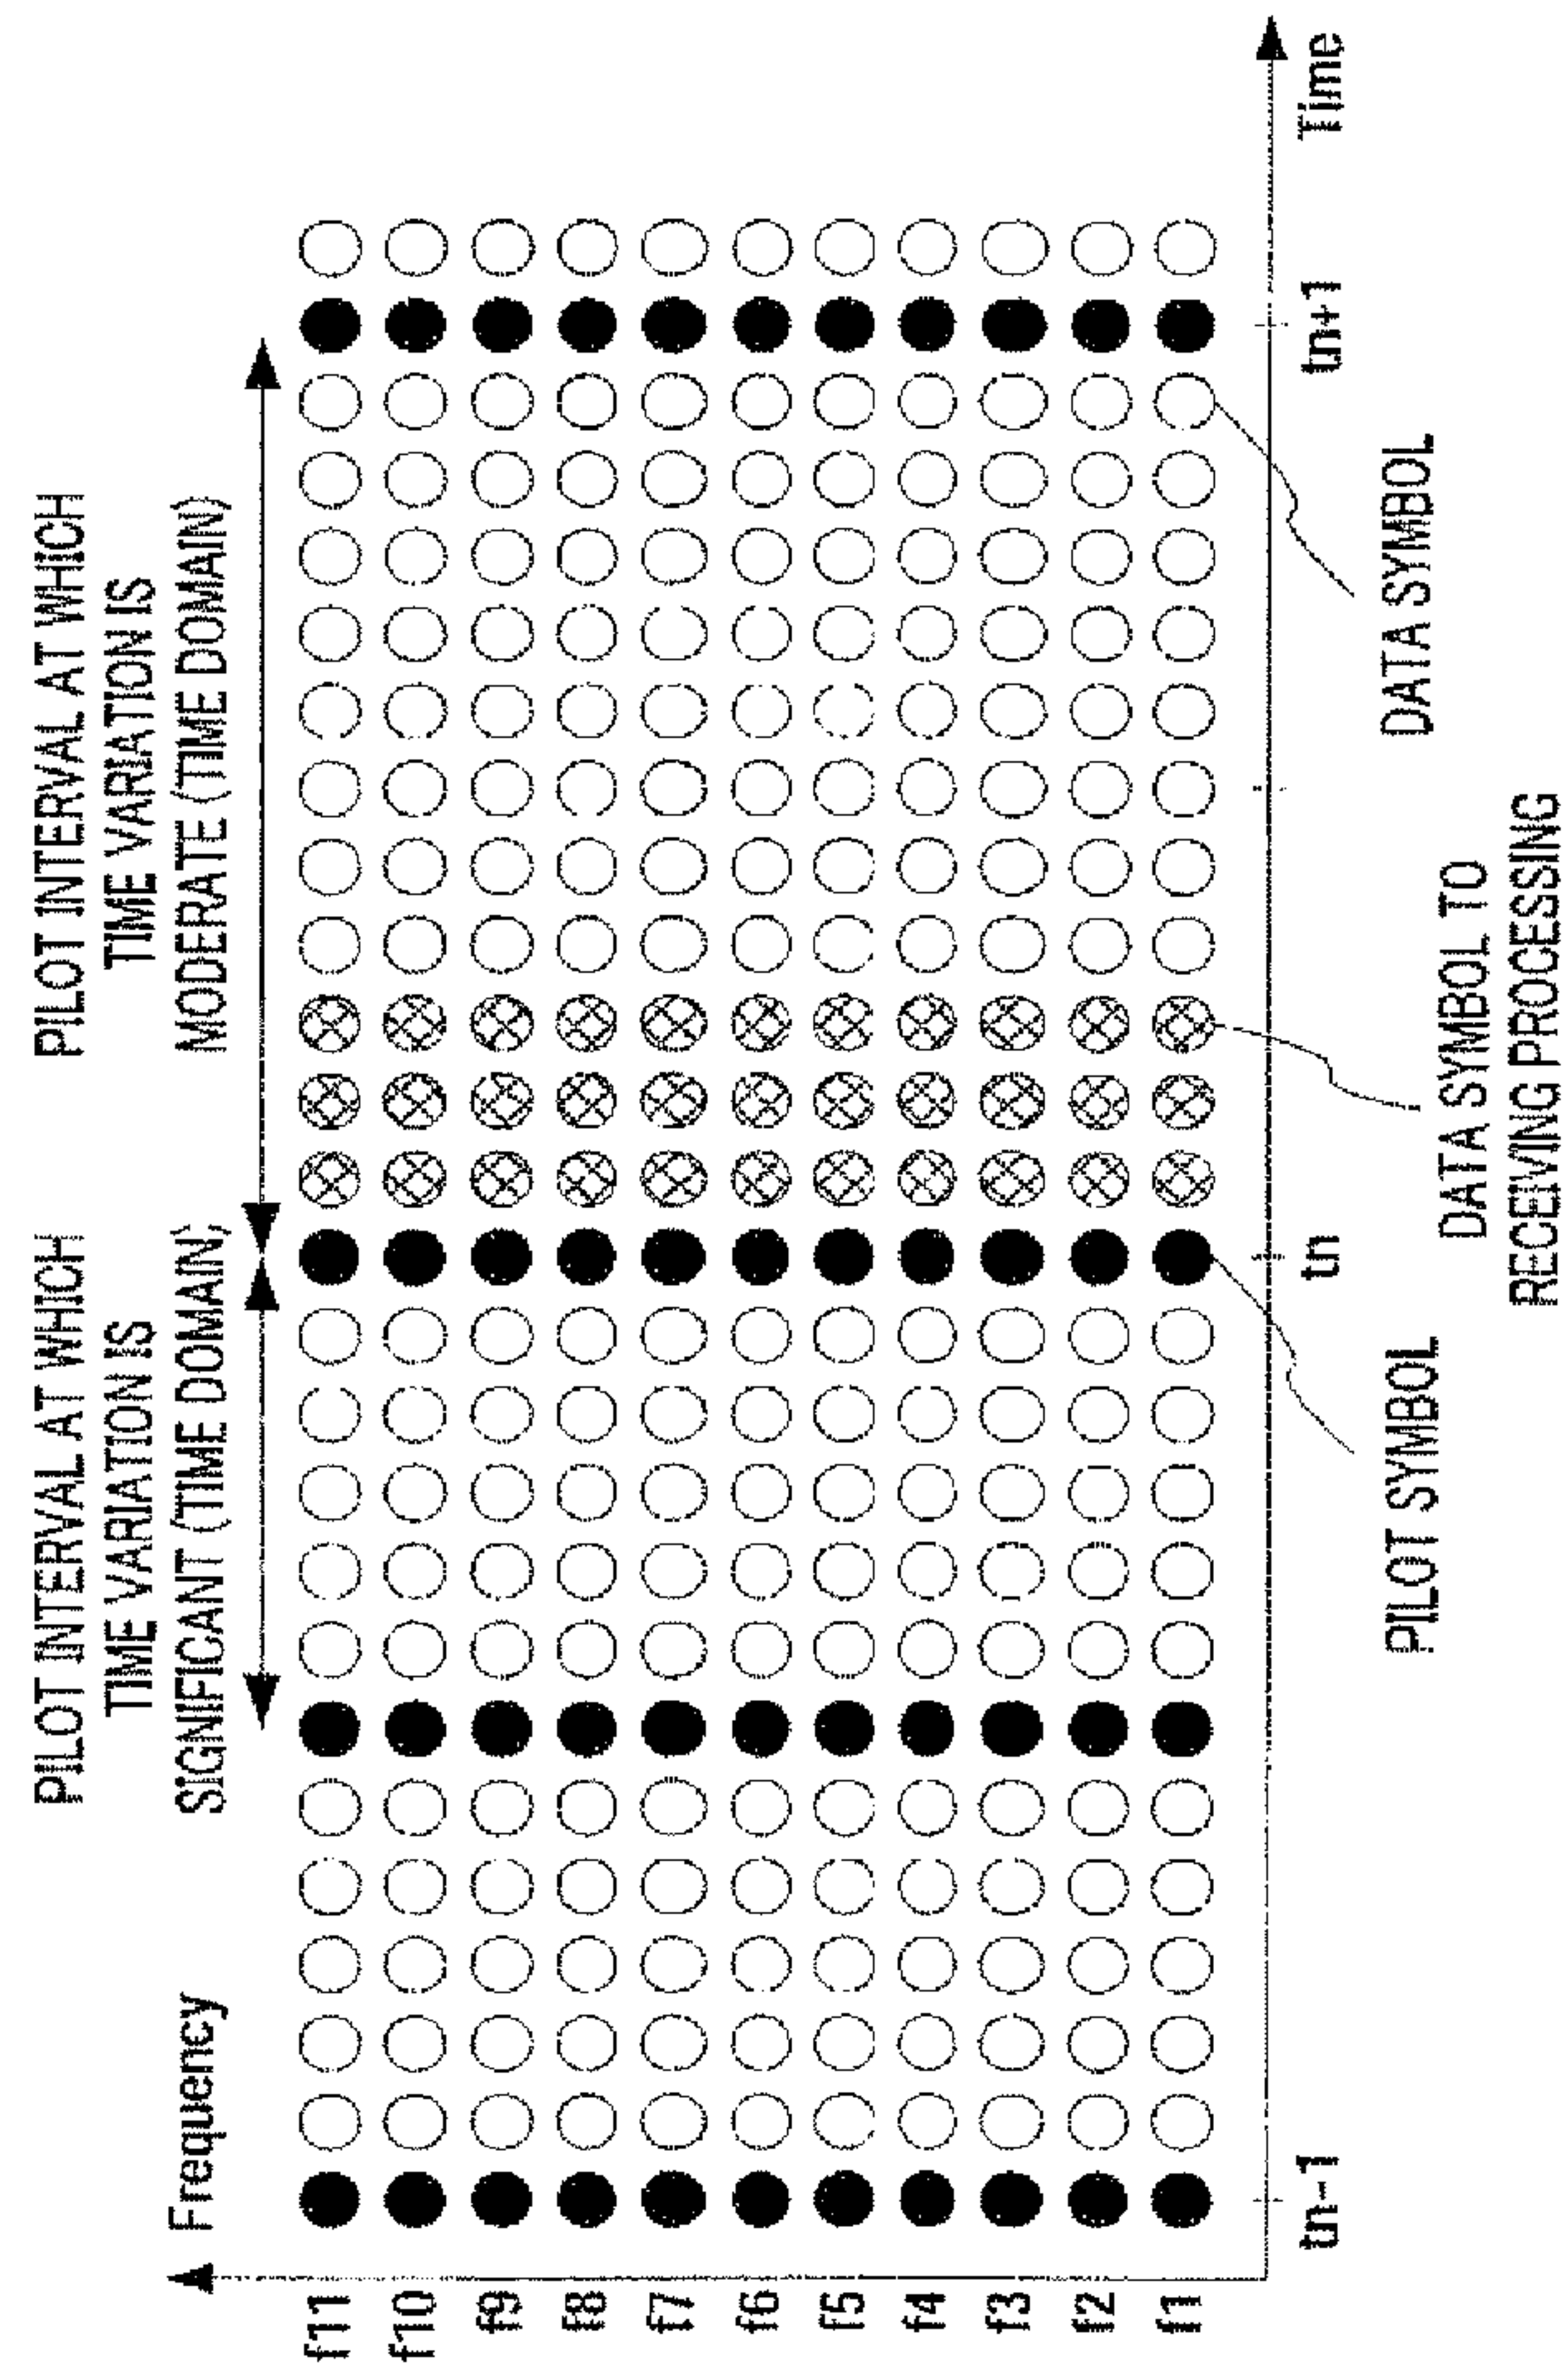 PILOT INTERVAL AT WHICH
TIME VARIATION IS
SIGNIFICANT (TIME DOMAIN)
PILOT INTERVAL AT WHICH
TIME VARIATION IS
MODERATE (TIME DOMAIN)
Frequency
f11
f10
f9
f8
f7
f6
f5
f4
f3
f2
f1
tn-1
tn
tn+1
Time
PILOT SYMBOL
DATA SYMBOL
DATA SYMBOL TO
RECEIVING PROCESSING